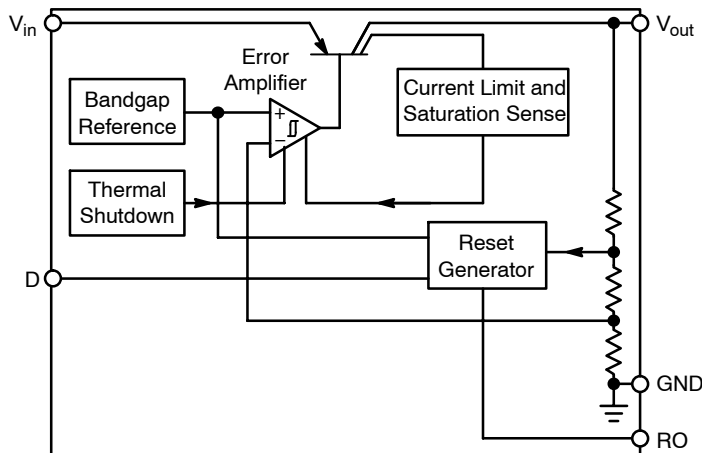 Vin
Vout
Error
Amplifier
Current Limit and
Saturation Sense
Bandgap
Reference
+
−
Thermal
Shutdown
Reset
Generator
D
GND
RO